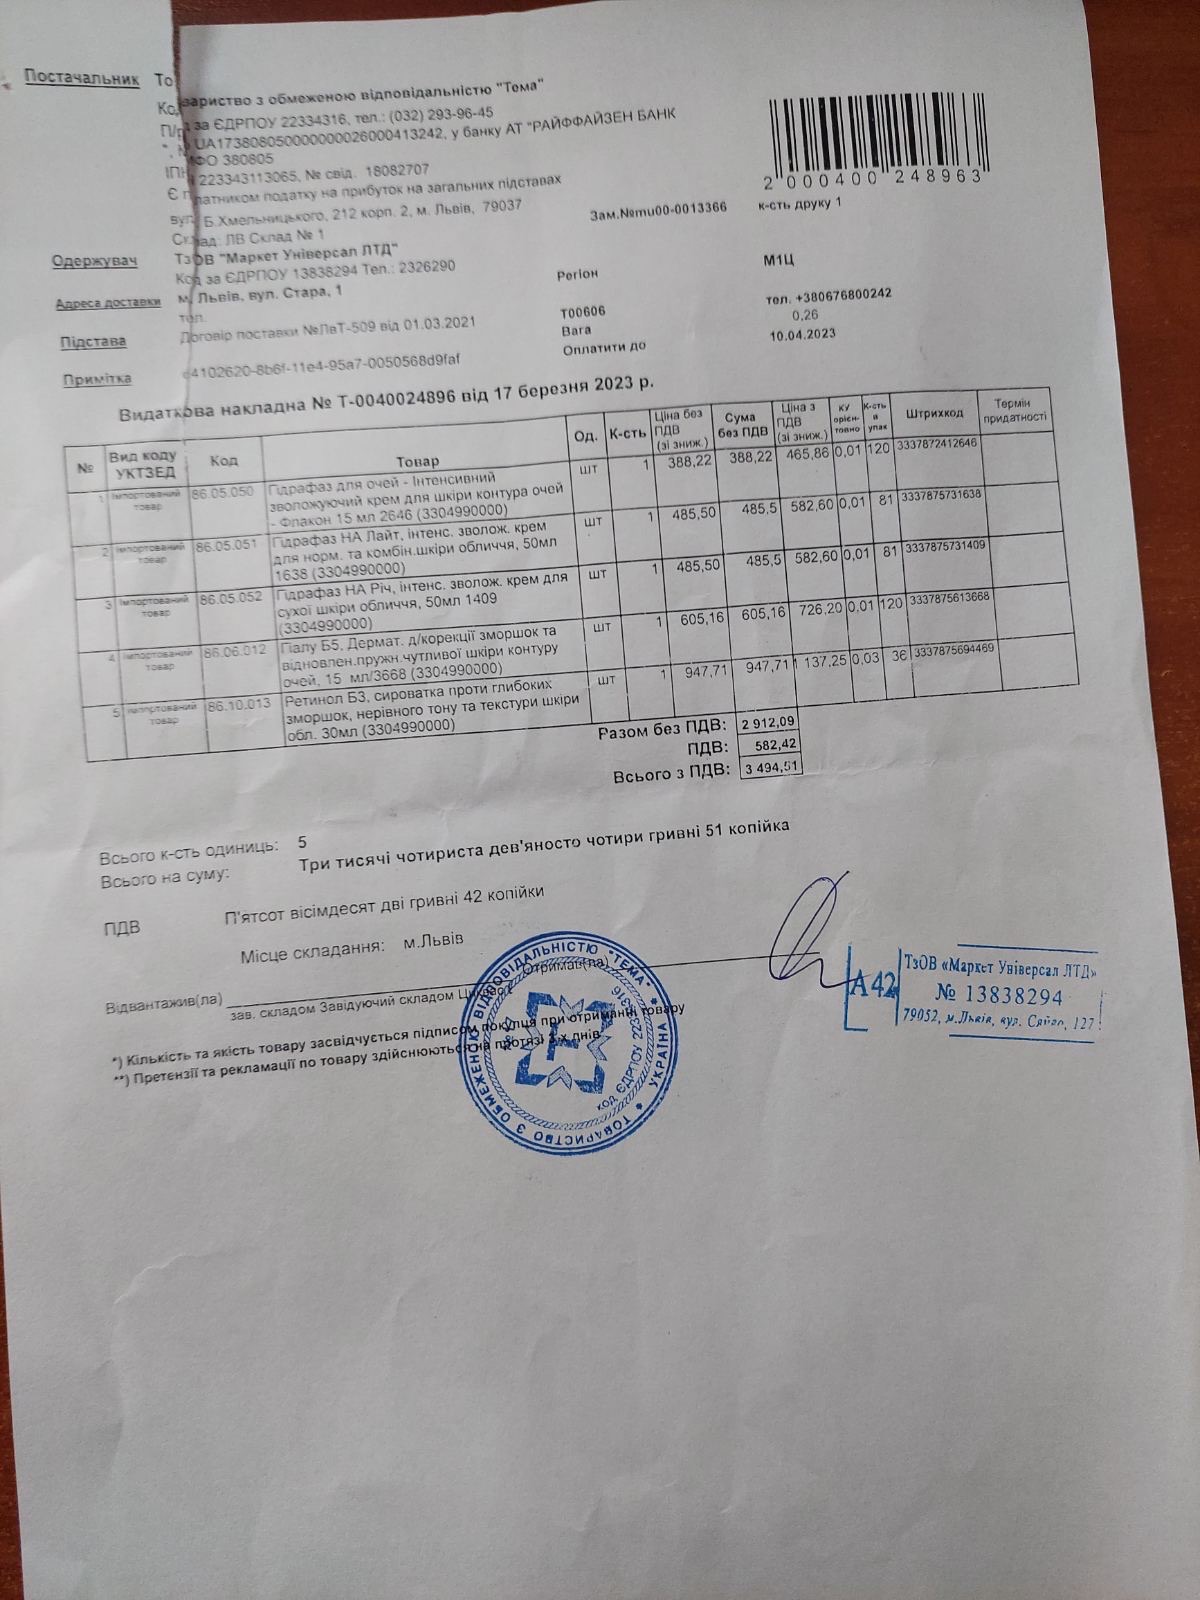 Постачальник То
вариство з обмеженою відповідальністю "Тема"
Код за ЄДРПОУ 22334316, тел.: (032) 293-96-45
П/р UA173808050000000026000413242, у банку АТ "РАЙФФАЙЗЕН БАНК
", МФО 380805
ІПН 223343113065, № свід. 18082707
Є платником податку на прибуток на загальних підставах
вул. Б.Хмельницького, 212 корп. 2, м. Львів, 79037
Склад: ЛВ Склад № 1
2 000400 248963
Зам.№mu00-0013366 к-сть друку 1
Одержувач ТзОВ "Маркет Універсал ЛТД"
Код за ЄДРПОУ 13838294 Тел.: 2326290
Регіон М1Ц
Адреса доставки м. Львів, вул. Стара, 1
тел.
Т00606 тел. +380676800242
Підстава Договір поставки №ЛвТ-509 від 01.03.2021
Вага 0,26
Оплатити до 10.04.2023
Примітка d4102620-8b6f-11e4-95a7-0050568d9faf
Видаткова накладна № Т-0040024896 від 17 березня 2023 р.
№ Вид коду УКТЗЕД Код Товар Од. К-сть Ціна без ПДВ (зі зниж.) Сума без ПДВ Ціна з ПДВ (зі зниж.) КУ орієн-товно К-сть в упак Штрихкод Термін придатності
1 Імпортований товар 86.05.050 Гідрафаз для очей - Інтенсивний шт 1 388,22 388,22 465,86 0,01 120 3337872412646
зволожуючий крем для шкіри контура очей
- Флакон 15 мл 2646 (3304990000)
2 Імпортований товар 86.05.051 Гідрафаз НА Лайт, інтенс. зволож. крем шт 1 485,50 485,5 582,60 0,01 81 3337875731638
для норм. та комбін.шкіри обличчя, 50мл
1638 (3304990000)
3 Імпортований товар 86.05.052 Гідрафаз НА Річ, інтенс. зволож. крем для шт 1 485,50 485,5 582,60 0,01 81 3337875731409
сухої шкіри обличчя, 50мл 1409
(3304990000)
4 Імпортований товар 86.06.012 Гіалу Б5. Дермат. д/корекції зморшок та шт 1 605,16 605,16 726,20 0,01 120 3337875613668
відновлен.пружн.чутливої шкіри контуру
очей, 15 мл/3668 (3304990000)
5 Імпортований товар 86.10.013 Ретинол Б3, сироватка проти глибоких шт 1 947,71 947,71 1 137,25 0,03 36 3337875694469
зморшок, нерівного тону та текстури шкіри
обл. 30мл (3304990000)
Разом без ПДВ: 2 912,09
ПДВ: 582,42
Всього з ПДВ: 3 494,51
Всього к-сть одиниць: 5
Всього на суму: Три тисячі чотириста дев'яносто чотири гривні 51 копійка
ПДВ П'ятсот вісімдесят дві гривні 42 копійки
Місце складання: м.Львів
Відвантажив(ла) Отримав(ла)
зав. складом Завідуючий складом
*) Кількість та якість товару засвідчується підписом покупця при отриманні товару
**) Претензії та рекламації по товару здійснюються на протязі 3-х днів
ТОВАРИСТВО З ОБМЕЖЕНОЮ ВІДПОВІДАЛЬНІСТЮ "ТЕМА" * УКРАЇНА *
код ЄДРПОУ 22334316
А42
ТзОВ «Маркет Універсал ЛТД»
№ 13838294
79052, м.Львів, вул. Сяйво, 127